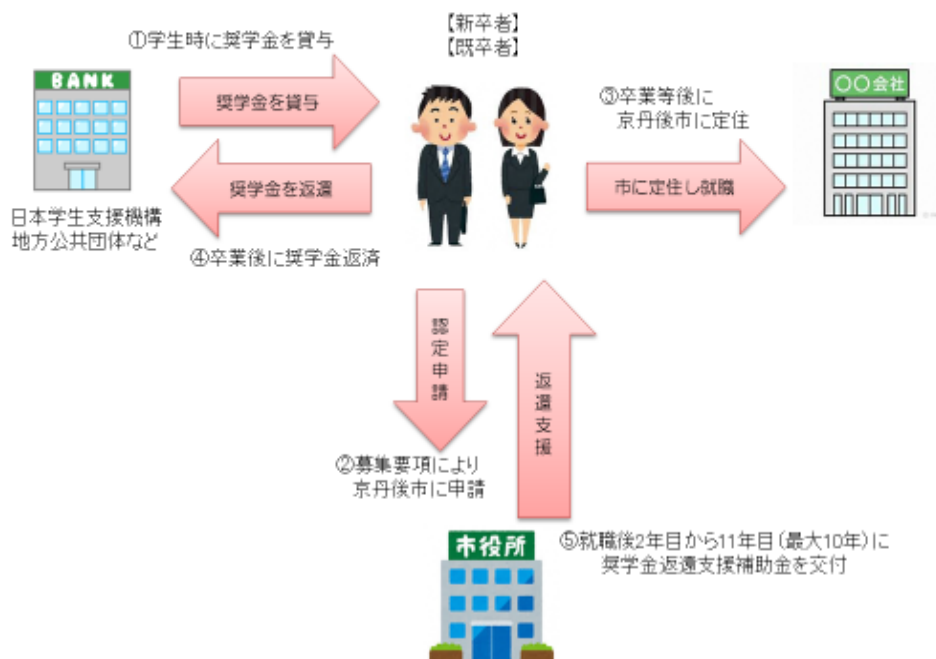 【新卒者】
【既卒者】
①学生時に奨学金を貸与
BANK
奨学金を貸与
奨学金を返還
日本学生支援機構
地方公共団体など
④卒業後に奨学金返済
③卒業等後に
京丹後市に定住
市に定住し就職
〇〇会社
認定申請
②募集要項により
京丹後市に申請
返還支援
市役所
⑤就職後2年目から11年目(最大10年)に
奨学金返還支援補助金を交付